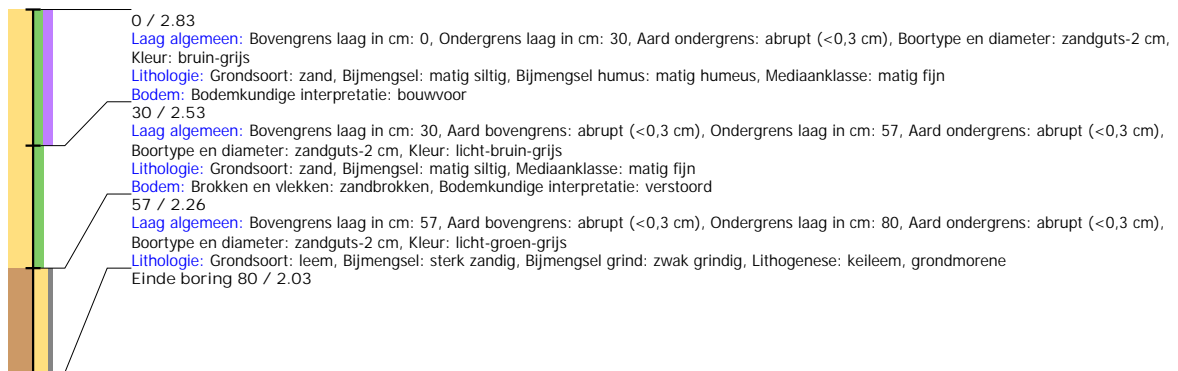 0 / 2.83
Laag algemeen: Bovengrens laag in cm: 0, Ondergrens laag in cm: 30, Aard ondergrens: abrupt (<0,3 cm), Boortype en diameter: zandguts-2 cm,
Kleur: bruin-grijs
Lithologie: Grondsoort: zand, Bijmengsel: matig siltig, Bijmengsel humus: matig humeus, Mediaanklasse: matig fijn
Bodem: Bodemkundige interpretatie: bouwvoor
30 / 2.53
Laag algemeen: Bovengrens laag in cm: 30, Aard bovengrens: abrupt (<0,3 cm), Ondergrens laag in cm: 57, Aard ondergrens: abrupt (<0,3 cm),
Boortype en diameter: zandguts-2 cm, Kleur: licht-bruin-grijs
Lithologie: Grondsoort: zand, Bijmengsel: matig siltig, Mediaanklasse: matig fijn
Bodem: Brokken en vlekken: zandbrokken, Bodemkundige interpretatie: verstoord
57 / 2.26
Laag algemeen: Bovengrens laag in cm: 57, Aard bovengrens: abrupt (<0,3 cm), Ondergrens laag in cm: 80, Aard ondergrens: abrupt (<0,3 cm),
Boortype en diameter: zandguts-2 cm, Kleur: licht-groen-grijs
Lithologie: Grondsoort: leem, Bijmengsel: sterk zandig, Bijmengsel grind: zwak grindig, Lithogenese: keileem, grondmorene
Einde boring 80 / 2.03